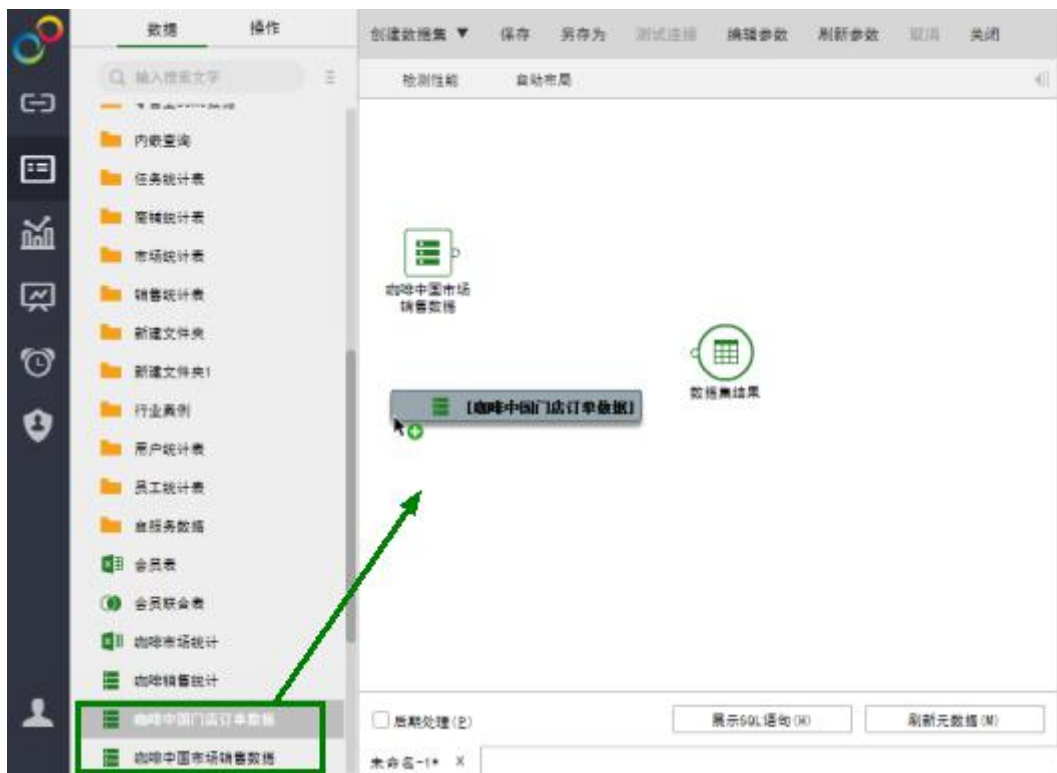 数据 操作
创建数据集 ▼ 保存 另存为 测试连接 编辑参数 刷新参数 取消 关闭
输入搜索文字
检测性能 自动布局
内嵌查询
任务统计表
商铺统计表
市场统计表
销售统计表
新建文件夹
新建文件夹1
行业案例
用户统计表
员工统计表
自服务数据
会员表
会员联合表
咖啡市场统计
咖啡销售统计
咖啡中国门店订单数据
咖啡中国市场销售数据
咖啡中国市场
销售数据
[咖啡中国门店订单数据]
数据集结果
后期处理(P) 展示SQL语句(H) 刷新元数据(M)
未命名-1* X